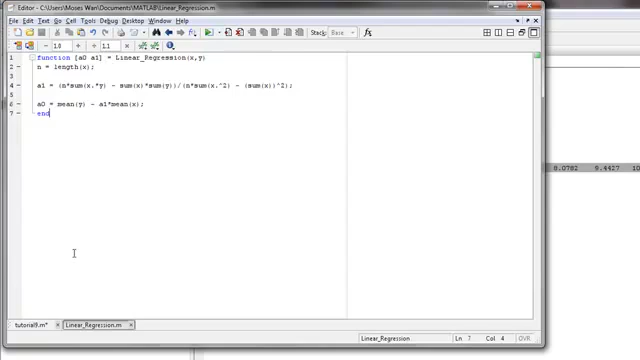 Editor - C:\Users\Moses Wan\Documents\MATLAB\Linear_Regression.m
File Edit Text Go Cell Tools Debug Desktop Window Help
Stack: Base
fx
- 1.0 + ÷ 1.1 ×
1 function [a0 a1] = Linear_Regression(x,y)
2 n = length(x);
4 a1 = (n*sum(x.*y) - sum(x)*sum(y))/(n*sum(x.^2) - (sum(x))^2);
6 a0 = mean(y) - a1*mean(x);
7 end
8.0782 9.4427 10
tutorial9.m* × Linear_Regression.m ×
Linear_Regression Ln 7 Col 4 OVR